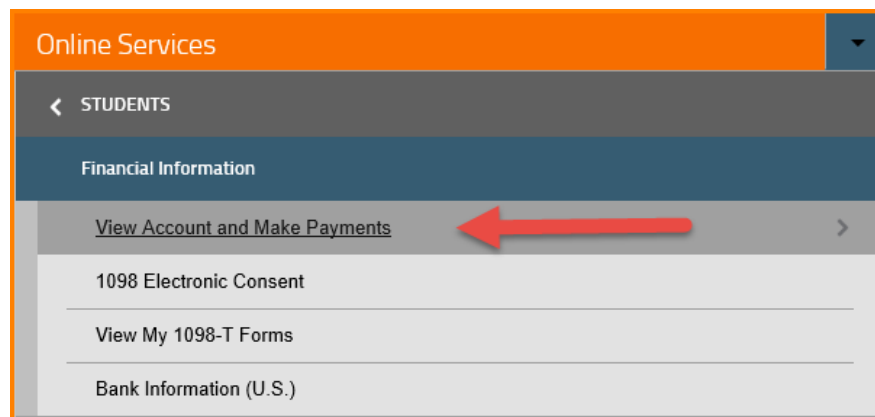 Online Services
STUDENTS
Financial Information
View Account and Make Payments
1098 Electronic Consent
View My 1098-T Forms
Bank Information (U.S.)